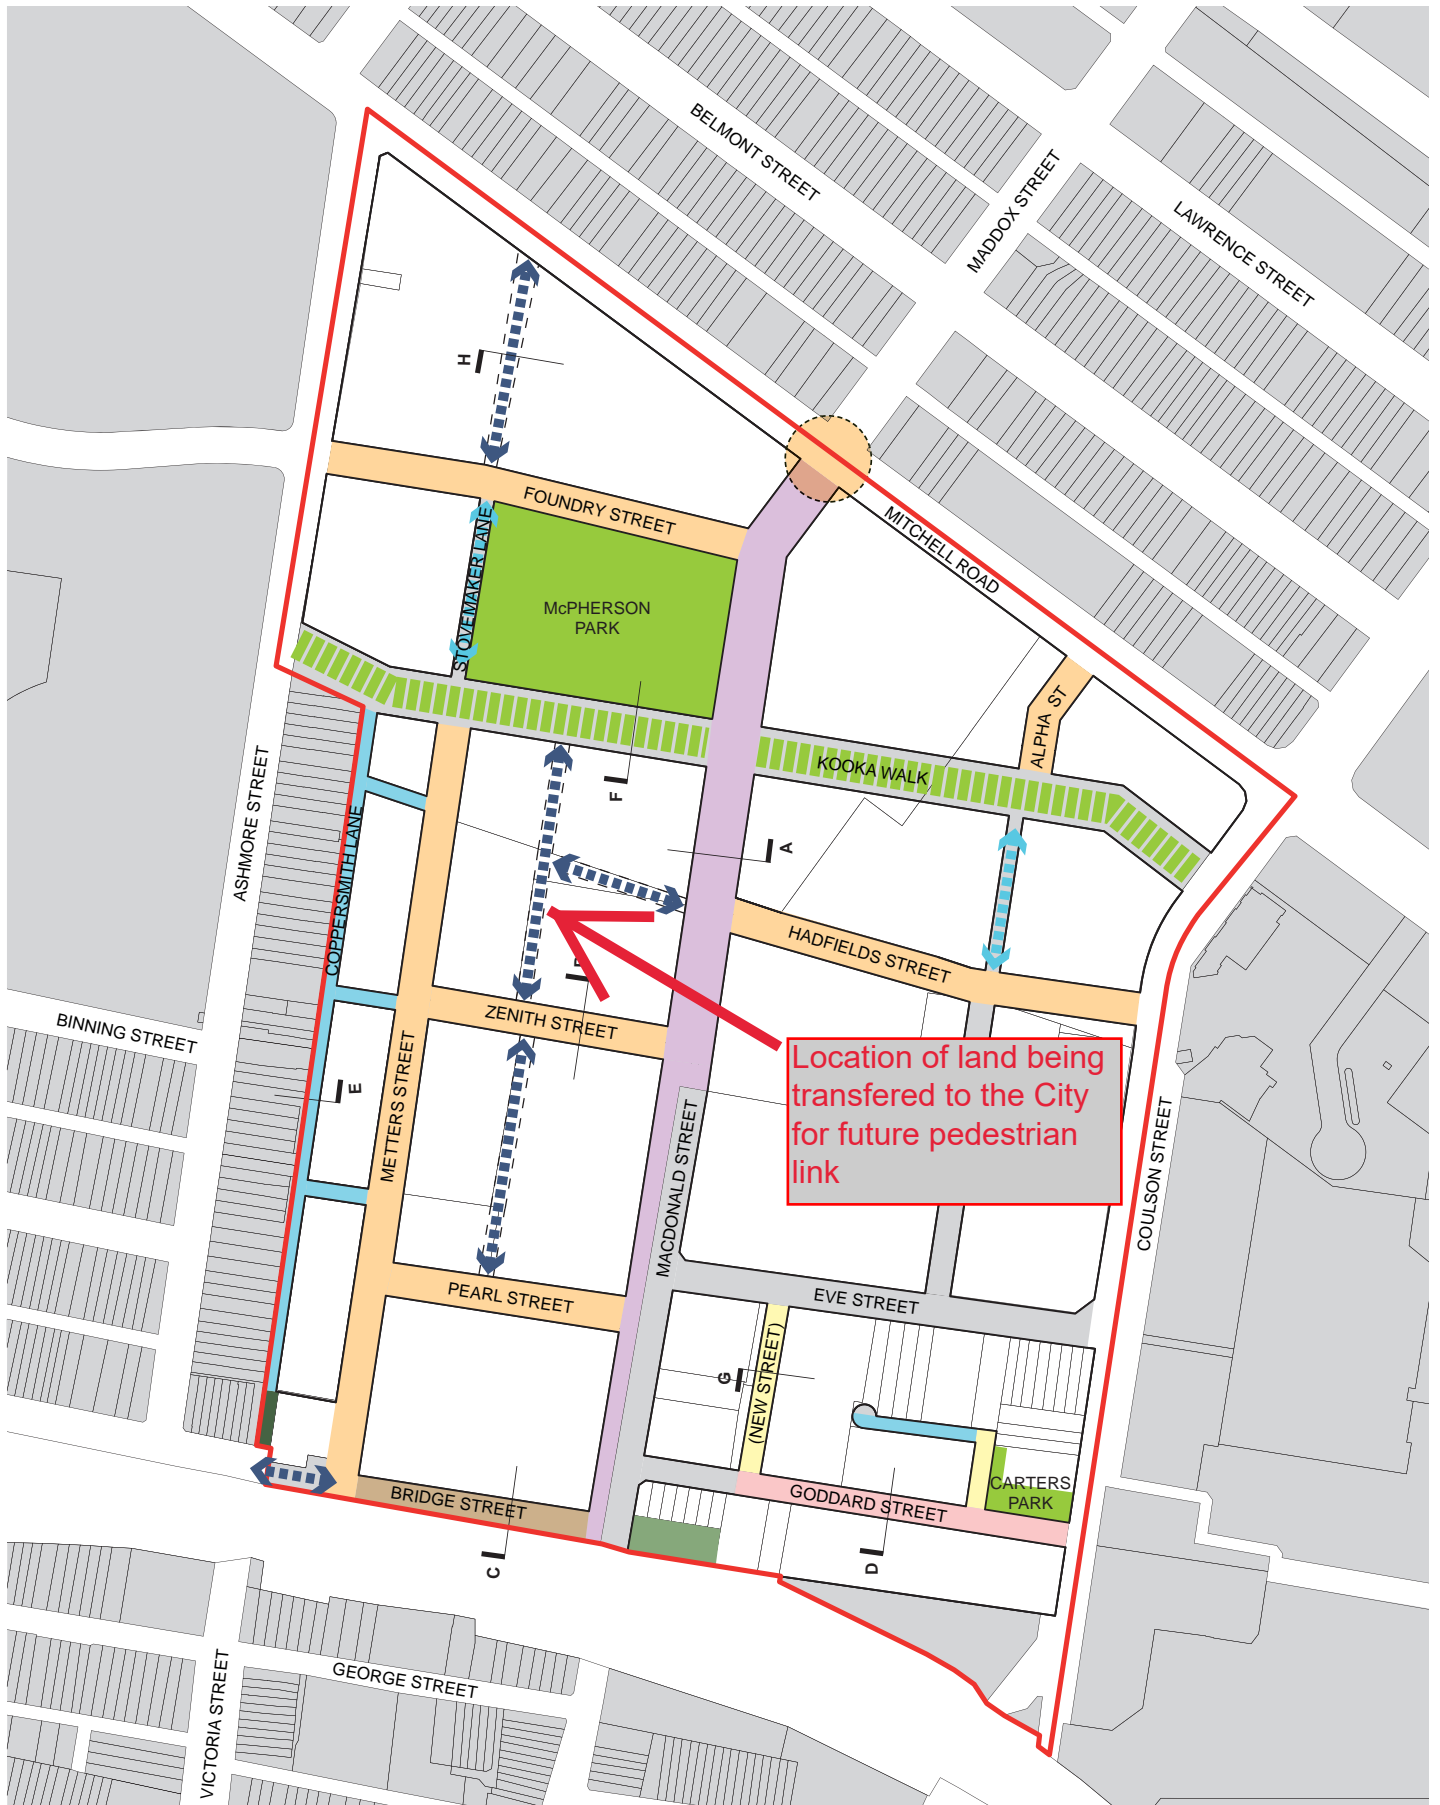 BELMONT STREET
MADDOX STREET
LAWRENCE STREET
H
FOUNDRY STREET
STOVEMAKER LANE
McPHERSON
PARK
MITCHELL ROAD
ALPHA ST
KOOKA WALK
F
A
ASHMORE STREET
COPPERSMITH LANE
HADFIELDS STREET
ZENITH STREET
BINNING STREET
METTERS STREET
E
Location of land being
transfered to the City
for future pedestrian
link
MACDONALD STREET
COULSON STREET
PEARL STREET
EVE STREET
G
(NEW STREET)
CARTERS
PARK
GODDARD STREET
BRIDGE STREET
C
D
GEORGE STREET
VICTORIA STREET